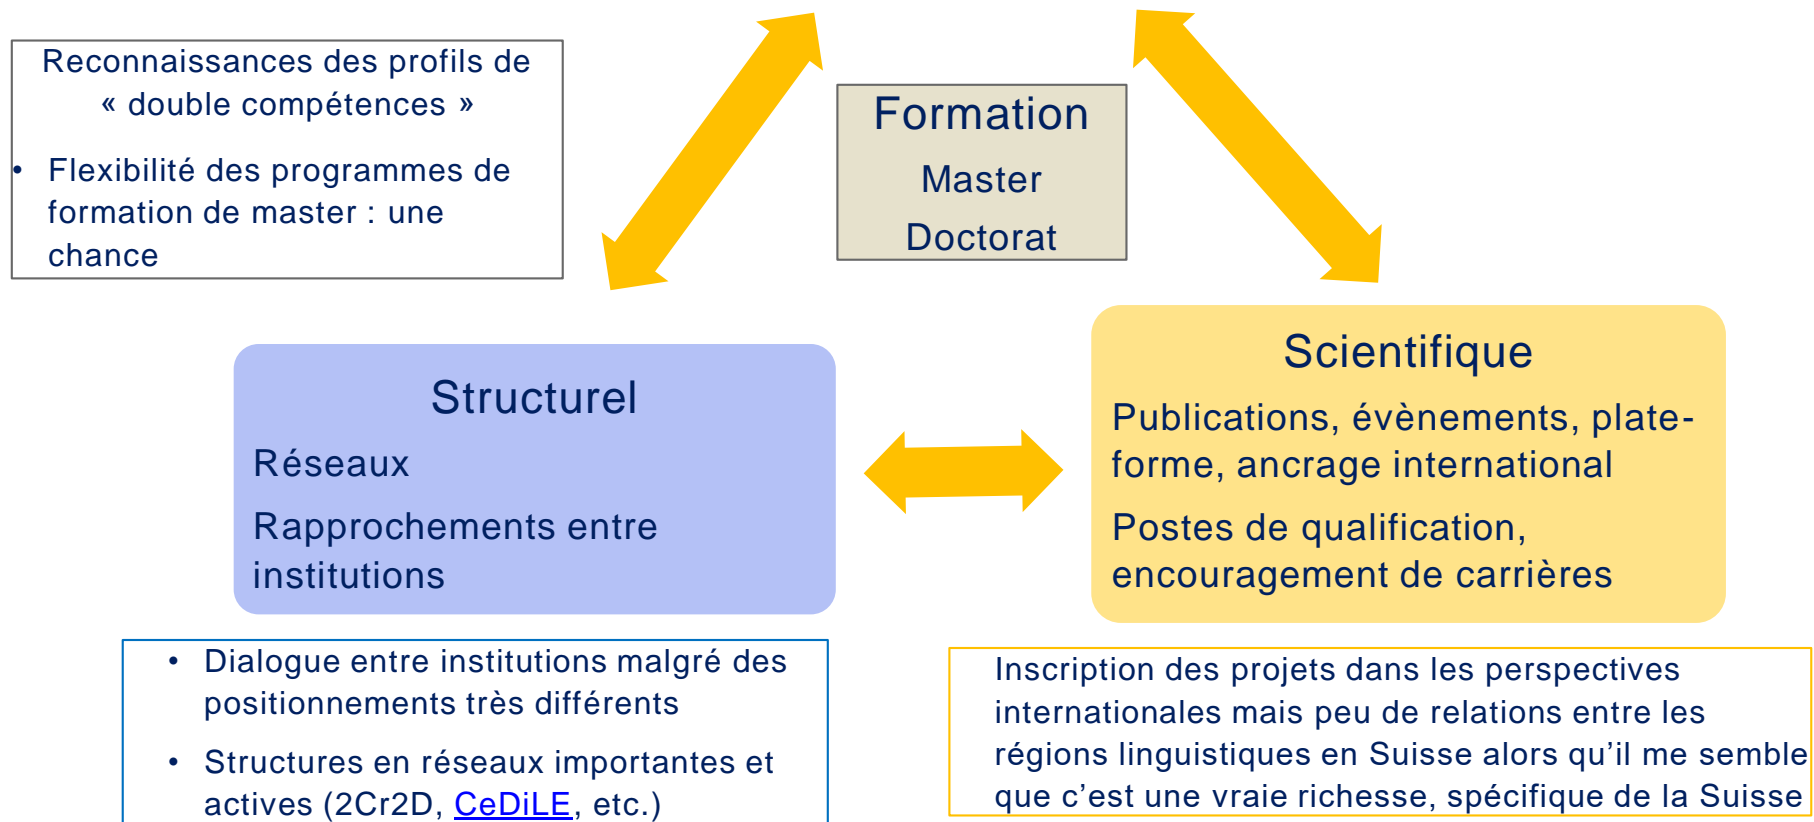 Reconnaissances des profils de
« double compétences »
• Flexibilité des programmes de
formation de master : une
chance
Formation
Master
Doctorat
Structurel
Réseaux
Rapprochements entre
institutions
Scientifique
Publications, évènements, plate-
forme, ancrage international
Postes de qualification,
encouragement de carrières
• Dialogue entre institutions malgré des
positionnements très différents
• Structures en réseaux importantes et
actives (2Cr2D, CeDiLE, etc.)
Inscription des projets dans les perspectives
internationales mais peu de relations entre les
régions linguistiques en Suisse alors qu’il me semble
que c’est une vraie richesse, spécifique de la Suisse